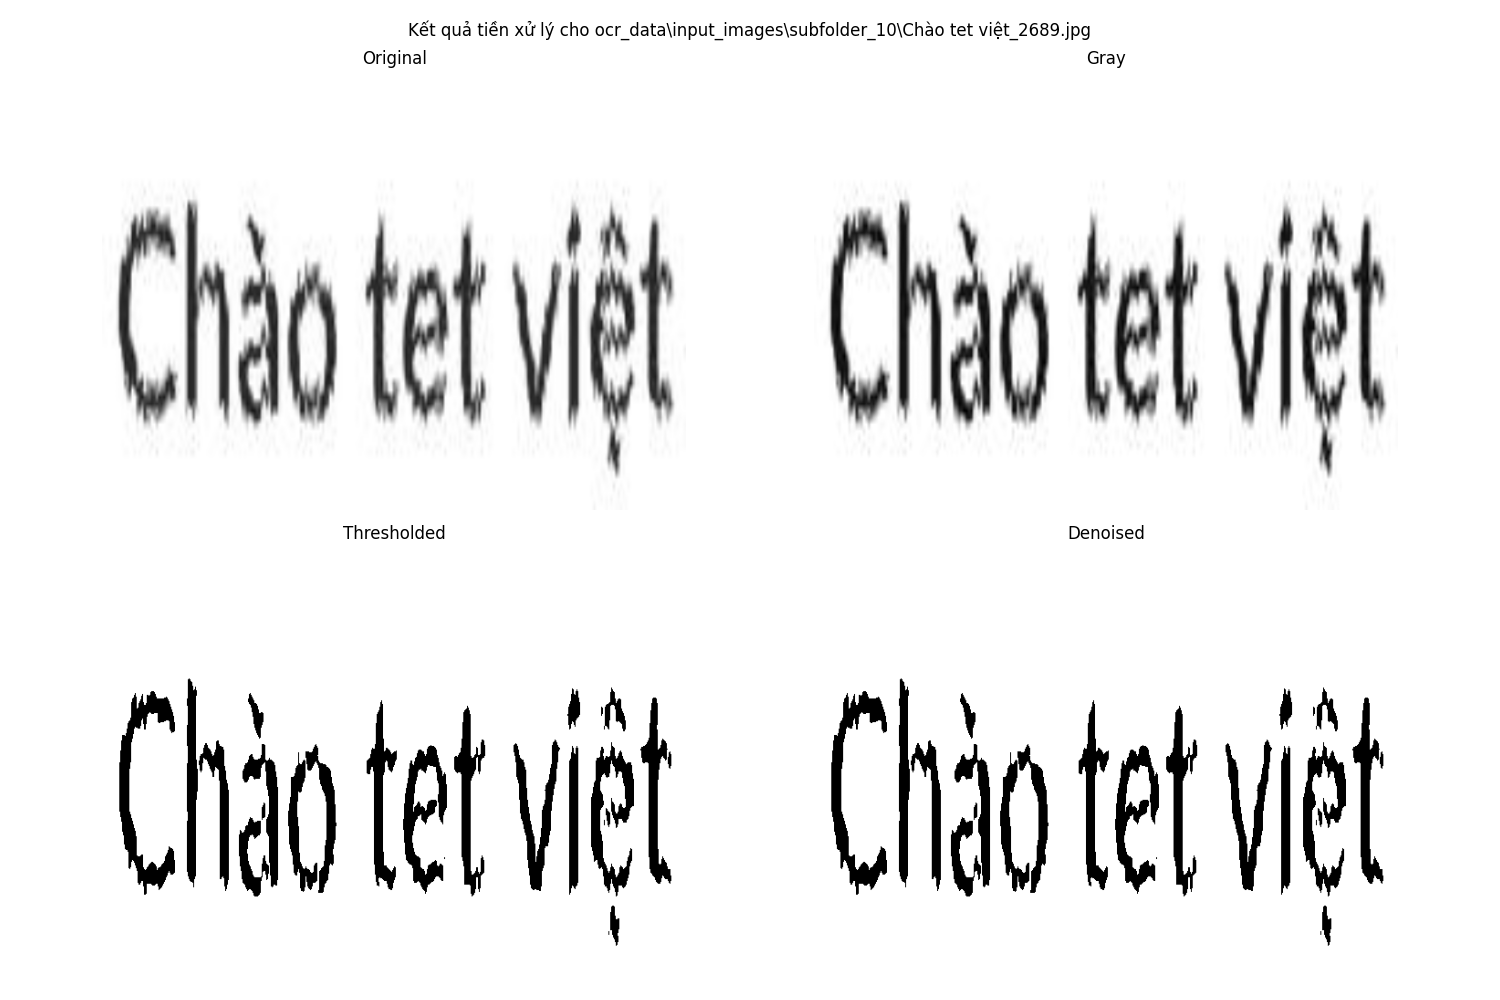 Kết quả tiền xử lý cho ocr_data\input_images\subfolder_10\Chào tet việt_2689.jpg
Original
Gray
Chào tet việt
Chào tet việt
Thresholded
Denoised
Chào tet việt
Chào tet việt